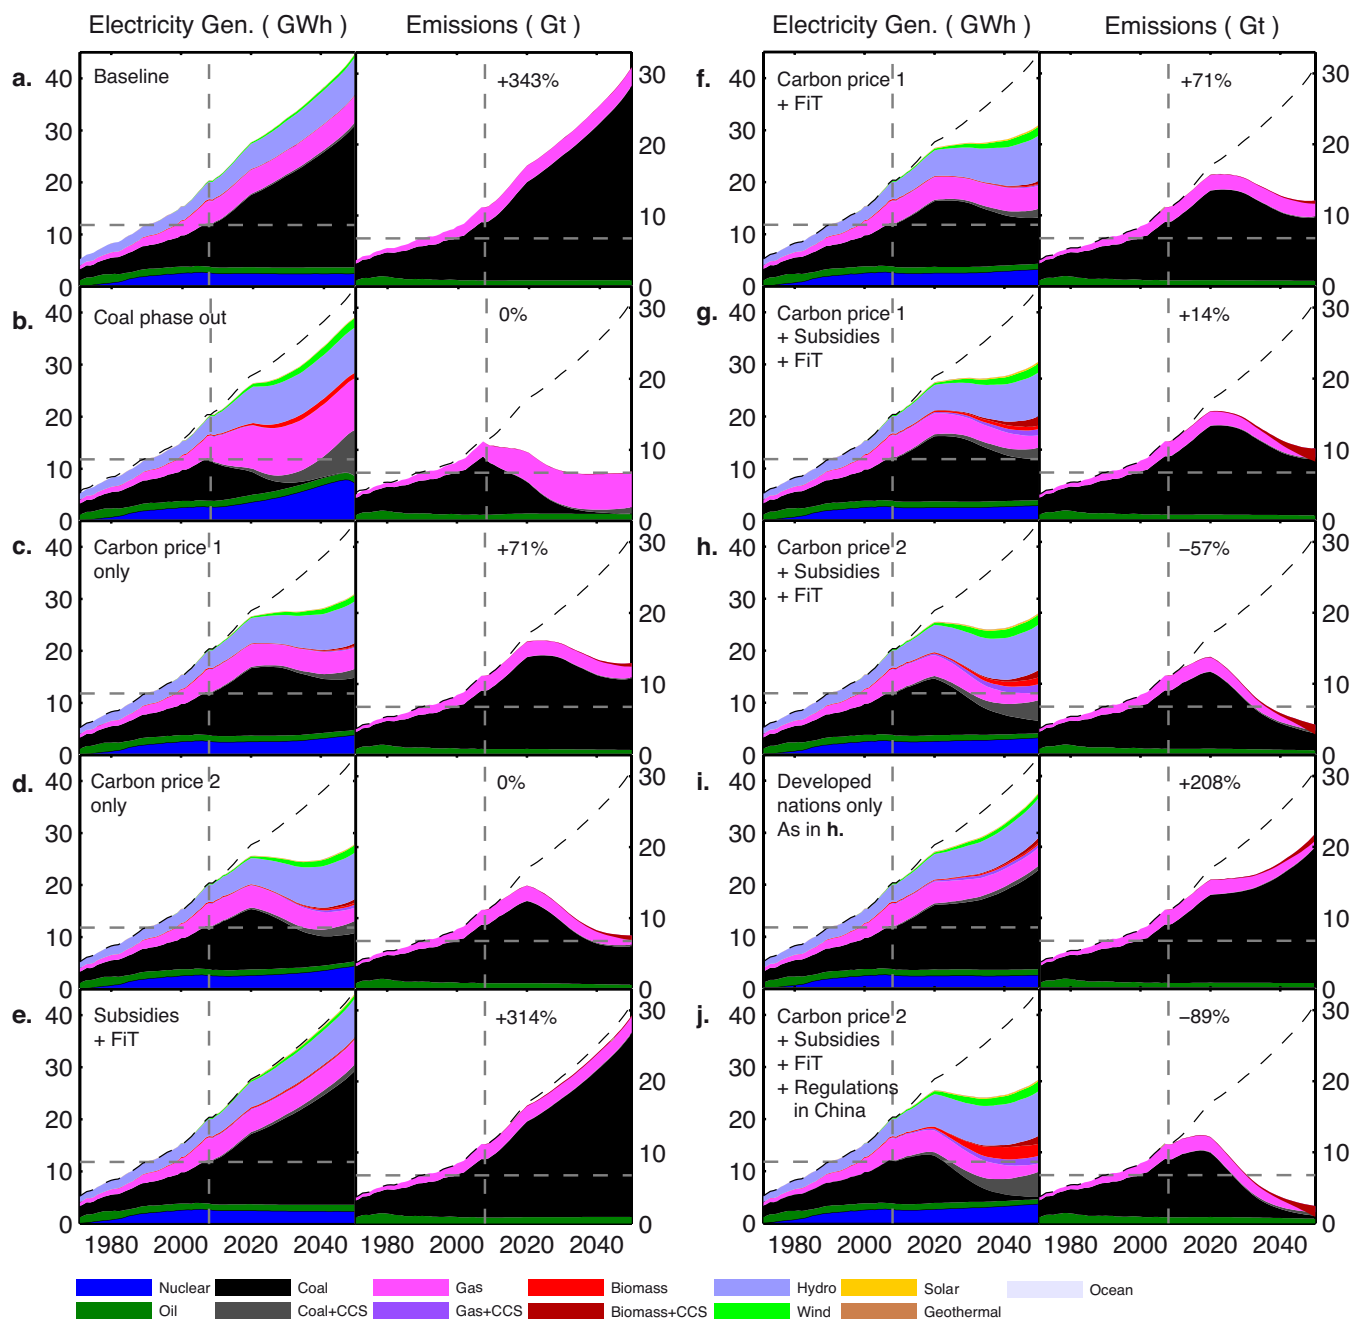 Electricity Gen. ( GWh )
Emissions ( Gt )
Electricity Gen. ( GWh )
Emissions ( Gt )
a.
Baseline
+343%
40
30
20
10
0
f.
Carbon price 1
+ FiT
+71%
30
20
10
0
b.
Coal phase out
0%
40
30
20
10
0
30
20
10
0
g.
Carbon price 1
+ Subsidies
+ FiT
+14%
30
20
10
0
c.
Carbon price 1
only
+71%
40
30
20
10
0
30
20
10
0
h.
Carbon price 2
+ Subsidies
+ FiT
−57%
30
20
10
0
d.
Carbon price 2
only
0%
40
30
20
10
0
30
20
10
0
i.
Developed
nations only
As in h.
+208%
30
20
10
0
e.
Subsidies
+ FiT
+314%
40
30
20
10
0
30
20
10
0
j.
Carbon price 2
+ Subsidies
+ FiT
+ Regulations
in China
−89%
30
20
10
0
30
20
10
0
40
30
20
10
0
40
30
20
10
0
40
30
20
10
0
40
30
20
10
0
40
30
20
10
0
1980 2000 2020 2040
1980 2000 2020 2040
1980 2000 2020 2040
1980 2000 2020 2040
Nuclear Coal Gas Biomass Hydro Solar Ocean
Oil Coal+CCS Gas+CCS Biomass+CCS Wind Geothermal